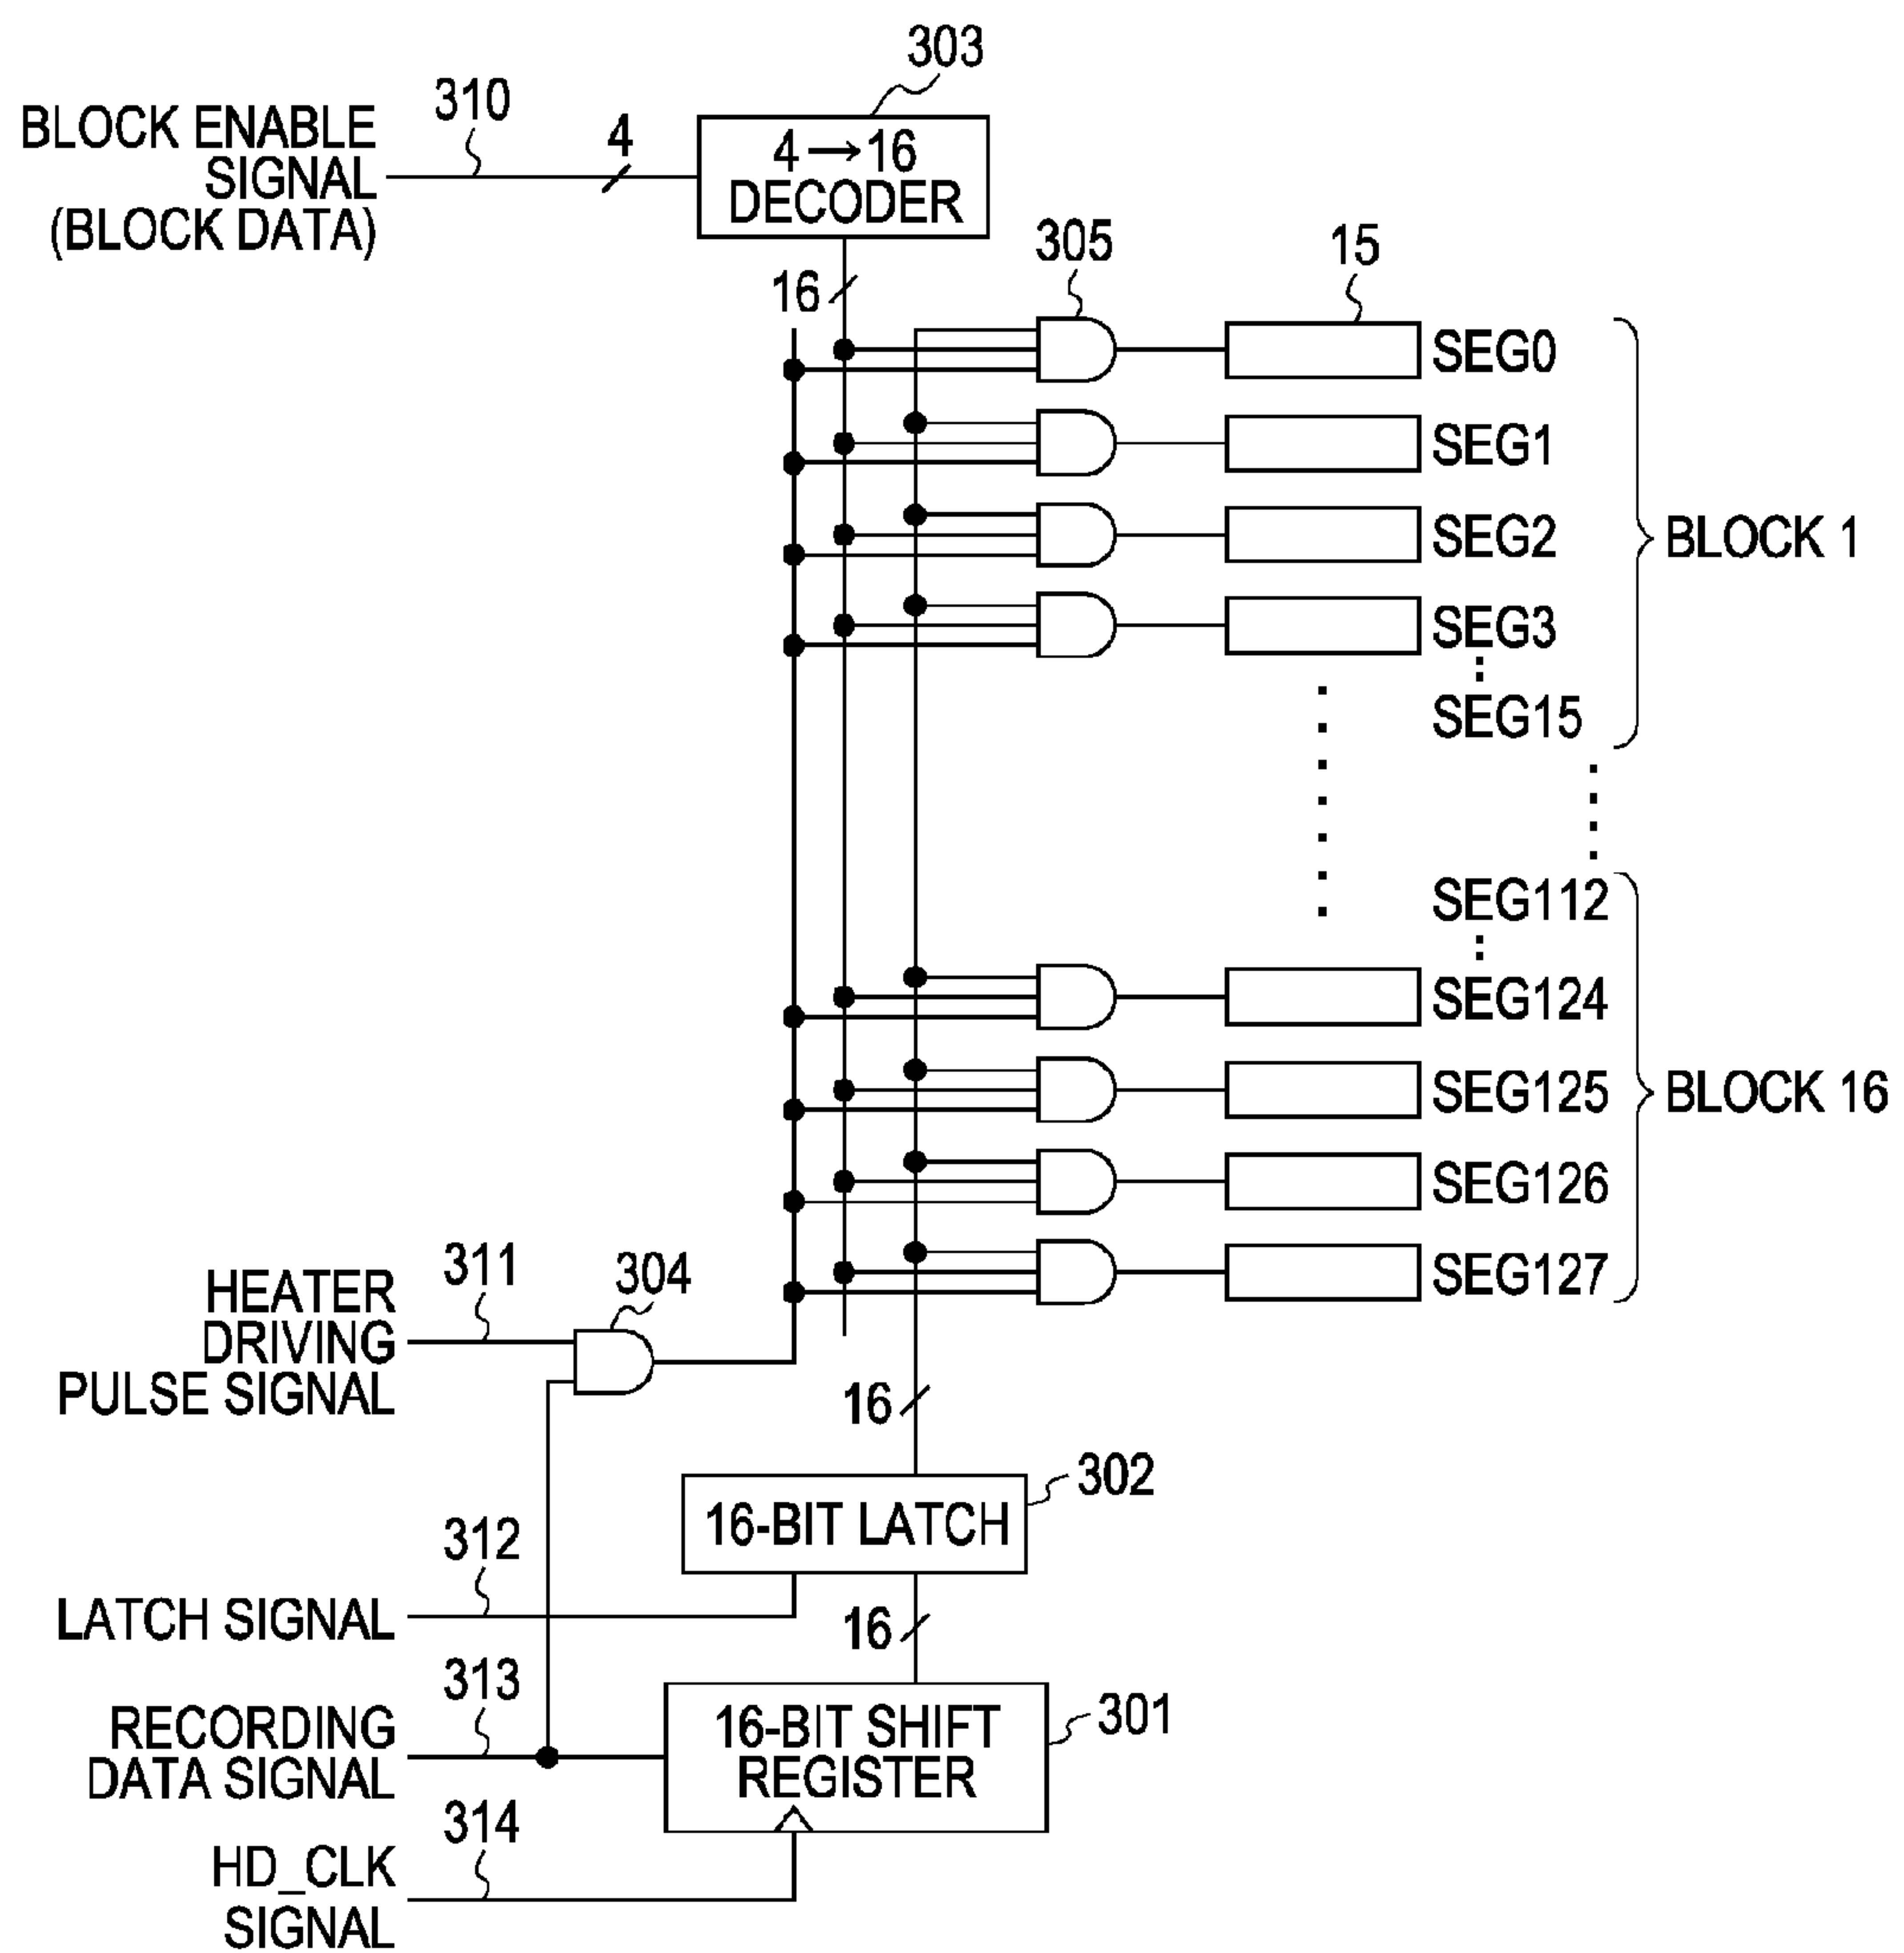 303
310
BLOCK ENABLE
SIGNAL
(BLOCK DATA)
4
4→16
DECODER
16
305
15
SEG0
SEG1
SEG2
SEG3
SEG15
BLOCK 1
SEG112
SEG124
SEG125
SEG126
SEG127
BLOCK 16
311
304
HEATER
DRIVING
PULSE SIGNAL
16
302
16-BIT LATCH
312
LATCH SIGNAL
16
313
RECORDING
DATA SIGNAL
301
16-BIT SHIFT
REGISTER
314
HD_CLK
SIGNAL